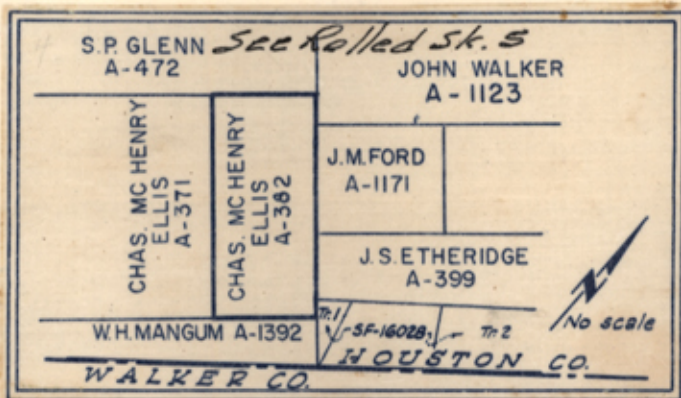 S.P. GLENN
A-472
See Rolled Sk. 5
JOHN WALKER
A-1123
CHAS. MC HENRY
ELLIS
A-371
CHAS. MC HENRY
ELLIS
A-382
J.M. FORD
A-1171
J.S. ETHERIDGE
A-399
W.H. MANGUM A-1392
Tr. 1
SF-16028
Tr. 2
No scale
HOUSTON CO.
WALKER CO.